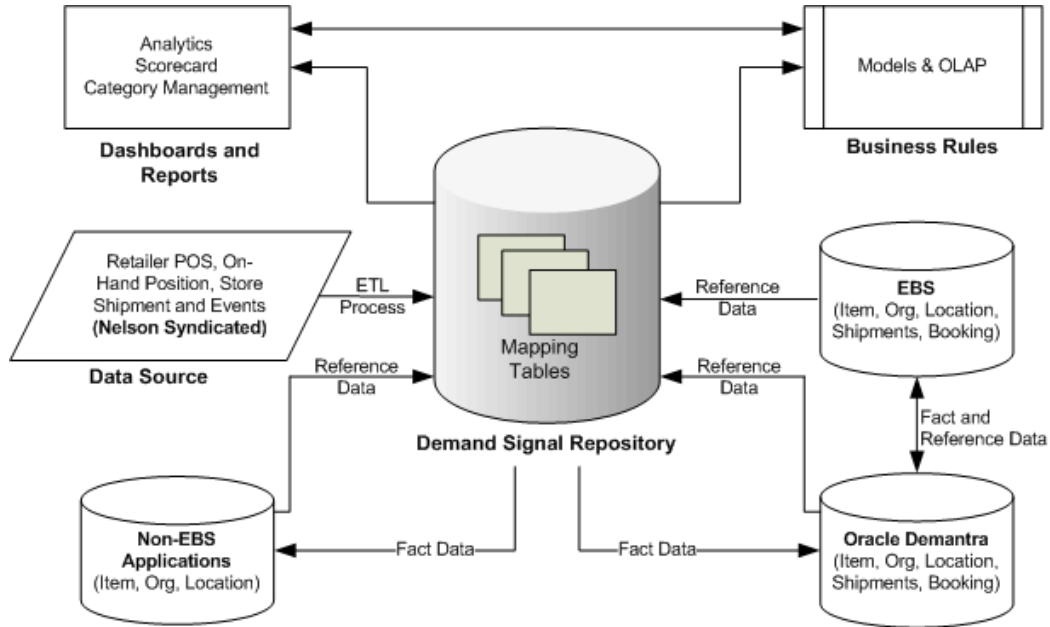 Analytics
Scorecard
Category Management
Dashboards and
Reports
Models & OLAP
Business Rules
Retailer POS, On-
Hand Position, Store
Shipment and Events
(Nelson Syndicated)
Data Source
ETL
Process
Mapping
Tables
Demand Signal Repository
Reference
Data
EBS
(Item, Org, Location,
Shipments, Booking)
Reference
Data
Reference
Data
Fact and
Reference Data
Non-EBS
Applications
(Item, Org, Location)
Fact Data
Fact Data
Oracle Demantra
(Item, Org, Location,
Shipments, Booking)